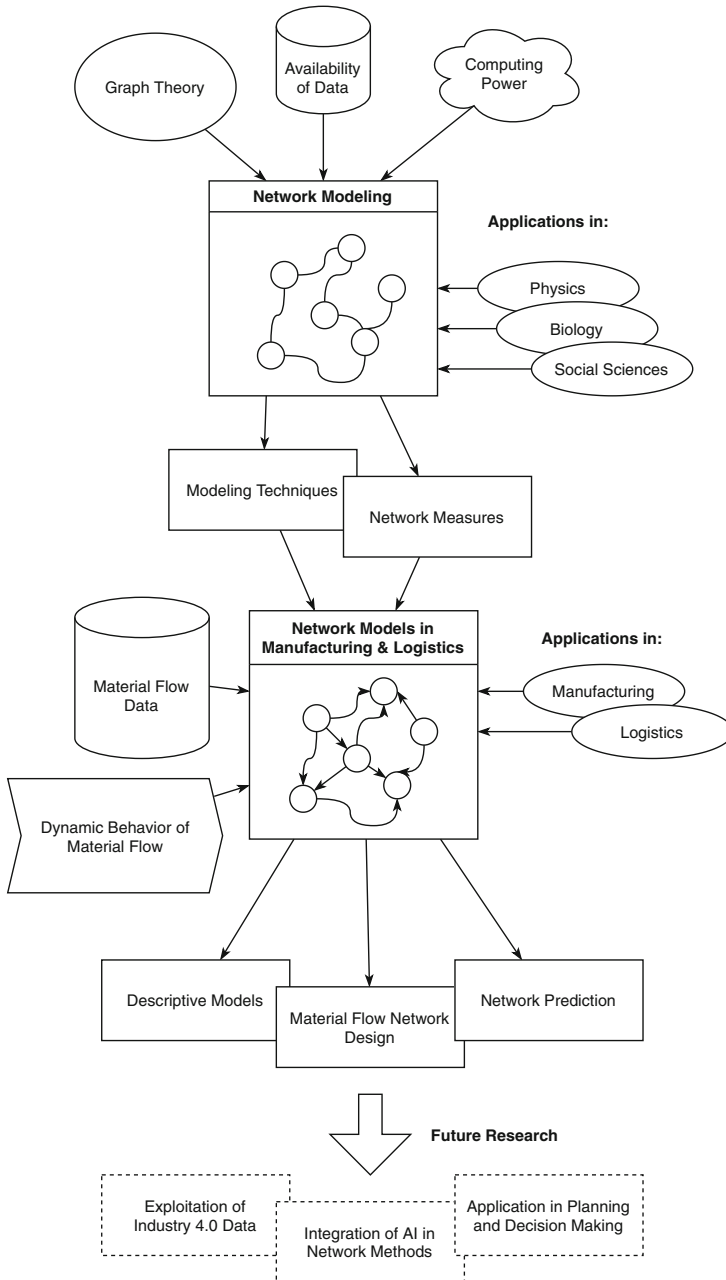 Graph Theory
Availability
of Data
Computing
Power
Network Modeling
Applications in:
Physics
Biology
Social Sciences
Modeling Techniques
Network Measures
Network Models in
Manufacturing & Logistics
Applications in:
Material Flow
Data
Manufacturing
Logistics
Dynamic Behavior of
Material Flow
Descriptive Models
Material Flow Network
Design
Network Prediction
Future Research
Exploitation of
Industry 4.0 Data
Integration of AI in
Network Methods
Application in Planning
and Decision Making